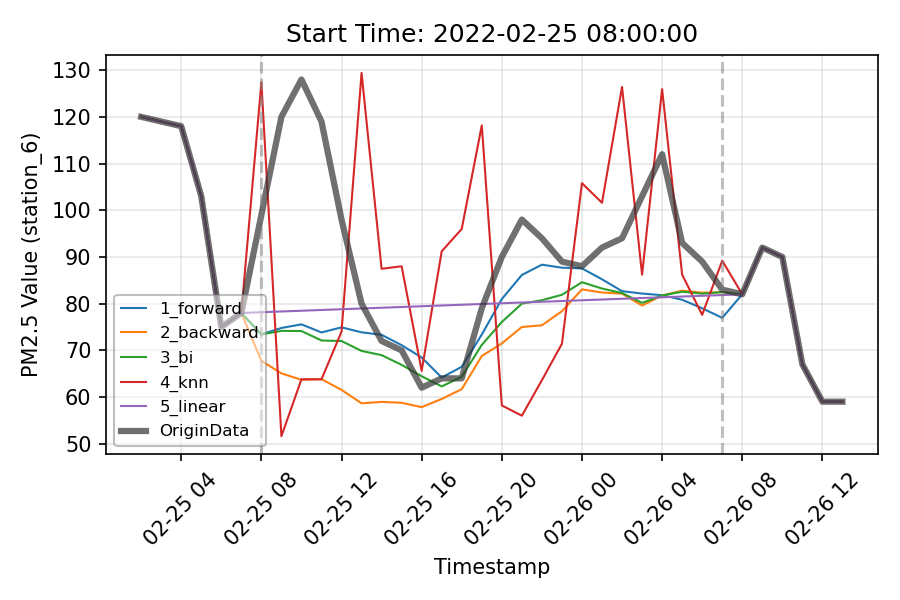 Start Time: 2022-02-25 08:00:00
PM2.5 Value (station_6)
130
120
110
100
90
80
70
60
50
1_forward
2_backward
3_bi
4_knn
5_linear
OriginData
02-25 04
02-25 08
02-25 12
02-25 16
02-25 20
02-26 00
02-26 04
02-26 08
02-26 12
Timestamp